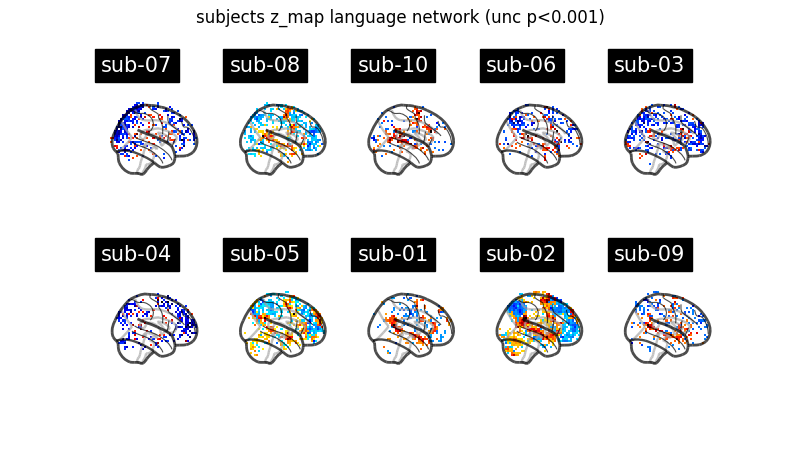 subjects z_map language network (unc p<0.001)
sub-07
sub-08
sub-10
sub-06
sub-03
sub-04
sub-05
sub-01
sub-02
sub-09